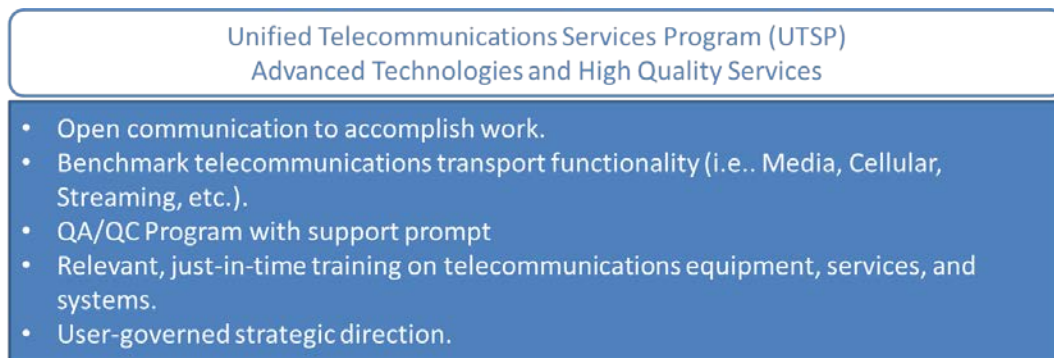 Unified Telecommunications Services Program (UTSP)
Advanced Technologies and High Quality Services
• Open communication to accomplish work.
• Benchmark telecommunications transport functionality (i.e.. Media, Cellular,
Streaming, etc.).
• QA/QC Program with support prompt
• Relevant, just-in-time training on telecommunications equipment, services, and
systems.
• User-governed strategic direction.